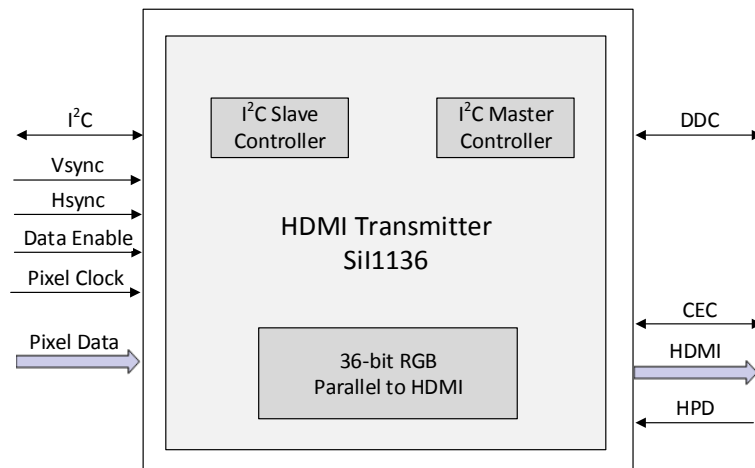 I²C
Vsync
Hsync
Data Enable
Pixel Clock
Pixel Data
I²C Slave
Controller
I²C Master
Controller
HDMI Transmitter
SiI1136
36-bit RGB
Parallel to HDMI
DDC
CEC
HDMI
HPD